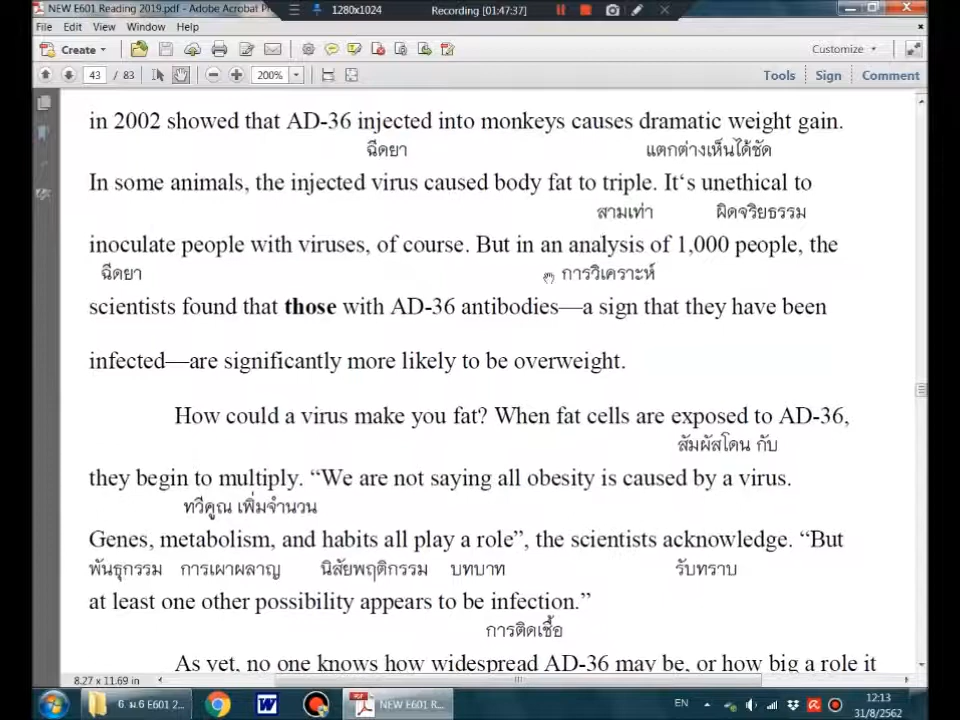 NEW E601 Reading 2019.pdf - Adobe Acrobat Pr
1280x1024
Recording [01:47:37]
File Edit View Window Help
Create
Customize
43 / 83
200%
Tools Sign Comment
in 2002 showed that AD-36 injected into monkeys causes dramatic weight gain.
ฉีดยา แตกต่างเห็นได้ชัด
In some animals, the injected virus caused body fat to triple. It‘s unethical to
สามเท่า ผิดจริยธรรม
inoculate people with viruses, of course. But in an analysis of 1,000 people, the
ฉีดยา การวิเคราะห์
scientists found that those with AD-36 antibodies—a sign that they have been
infected—are significantly more likely to be overweight.
How could a virus make you fat? When fat cells are exposed to AD-36,
สัมผัสโดน กับ
they begin to multiply. “We are not saying all obesity is caused by a virus.
ทวีคูณ เพิ่มจำนวน
Genes, metabolism, and habits all play a role”, the scientists acknowledge. “But
พันธุกรรม การเผาผลาญ นิสัยพฤติกรรม บทบาท รับทราบ
at least one other possibility appears to be infection.”
การติดเชื้อ
As yet, no one knows how widespread AD-36 may be, or how big a role it
8.27 x 11.69 in
6 ม.6 E601 2...
NEW E601 R...
EN
12:13
31/8/2562